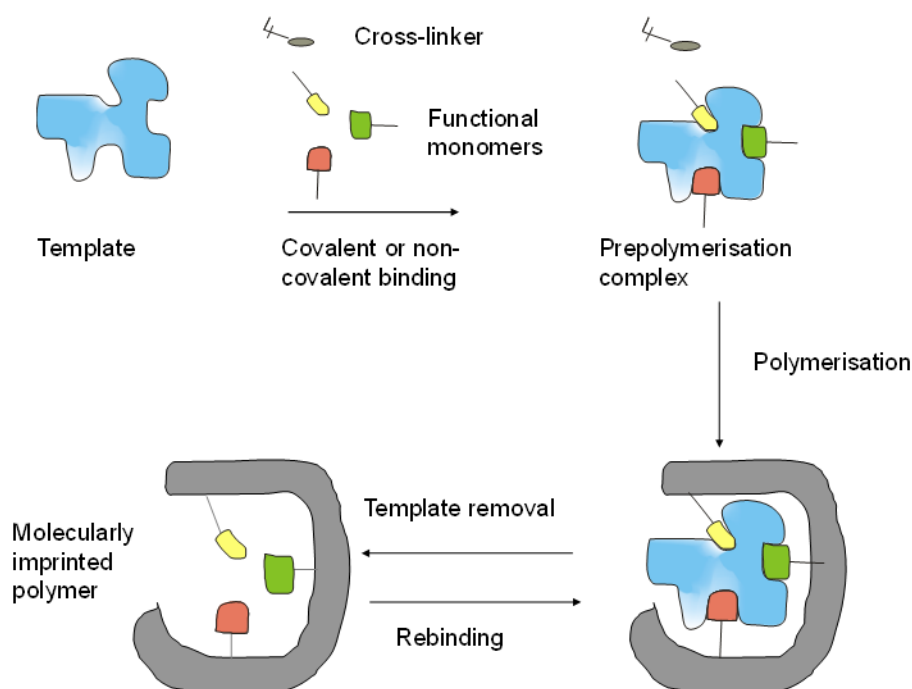 Cross-linker
Functional
monomers
Template
Covalent or non-
covalent binding
Prepolymerisation
complex
Polymerisation
Template removal
Molecularly
imprinted
polymer
Rebinding